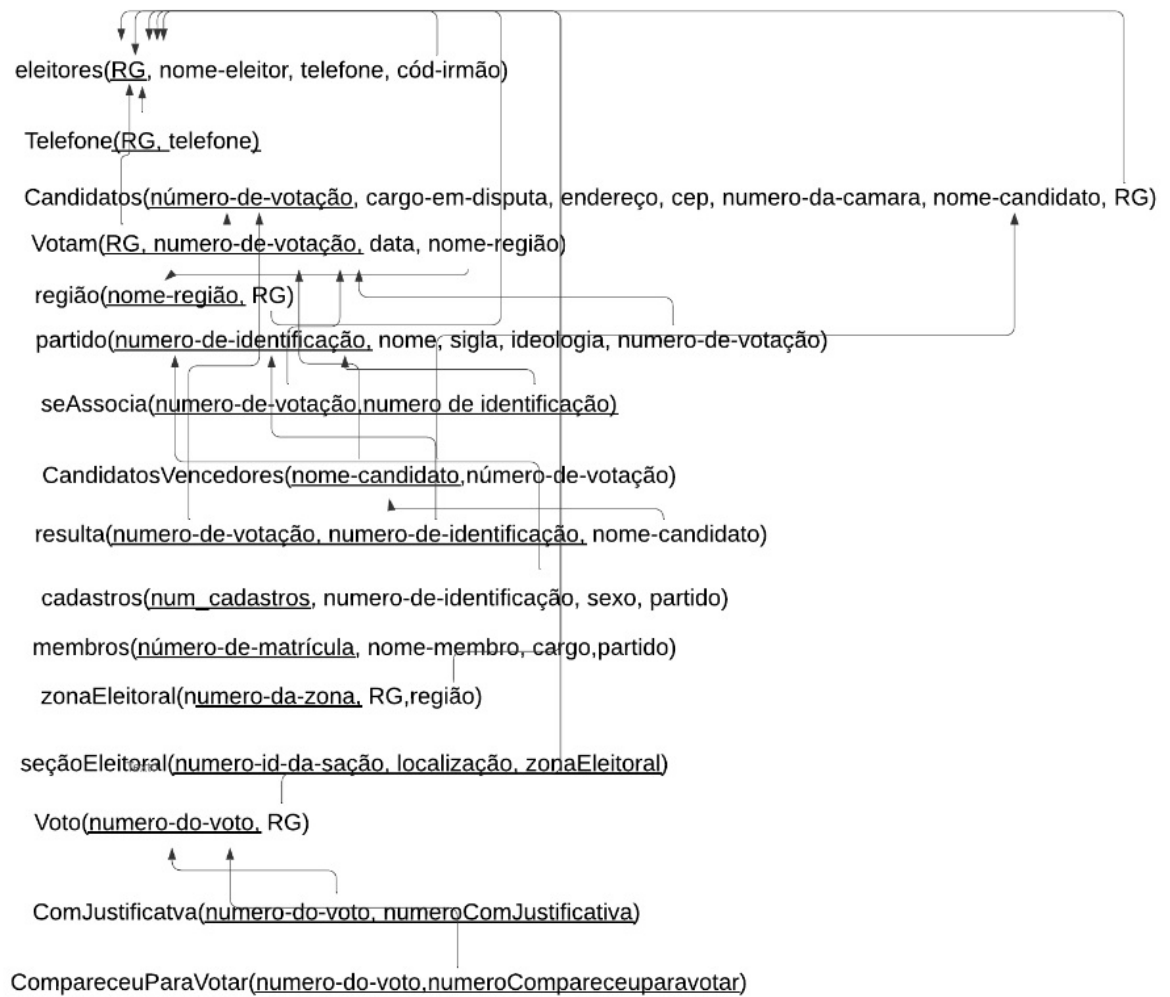 eleitores(RG, nome-eleitor, telefone, cód-irmão)
Telefone(RG, telefone)
Candidatos(número-de-votação, cargo-em-disputa, endereço, cep, numero-da-camara, nome-candidato, RG)
Votam(RG, numero-de-votação, data, nome-região)
região(nome-região, RG)
partido(numero-de-identificação, nome, sigla, ideologia, numero-de-votação)
seAssocia(numero-de-votação,numero de identificação)
CandidatosVencedores(nome-candidato,número-de-votação)
resulta(numero-de-votação, numero-de-identificação, nome-candidato)
cadastros(num_cadastros, numero-de-identificação, sexo, partido)
membros(número-de-matrícula, nome-membro, cargo,partido)
zonaEleitoral(numero-da-zona, RG,região)
seçãoEleitoral(numero-id-da-sação, localização, zonaEleitoral)
Voto(numero-do-voto, RG)
ComJustificatva(numero-do-voto, numeroComJustificativa)
CompareceuParaVotar(numero-do-voto,numeroCompareceuparavotar)